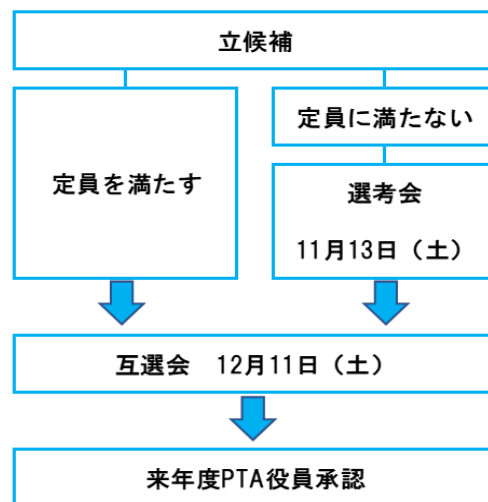 立候補
定員を満たす
定員に満たない
選考会
11月13日（土）
互選会　12月11日（土）
来年度PTA役員承認